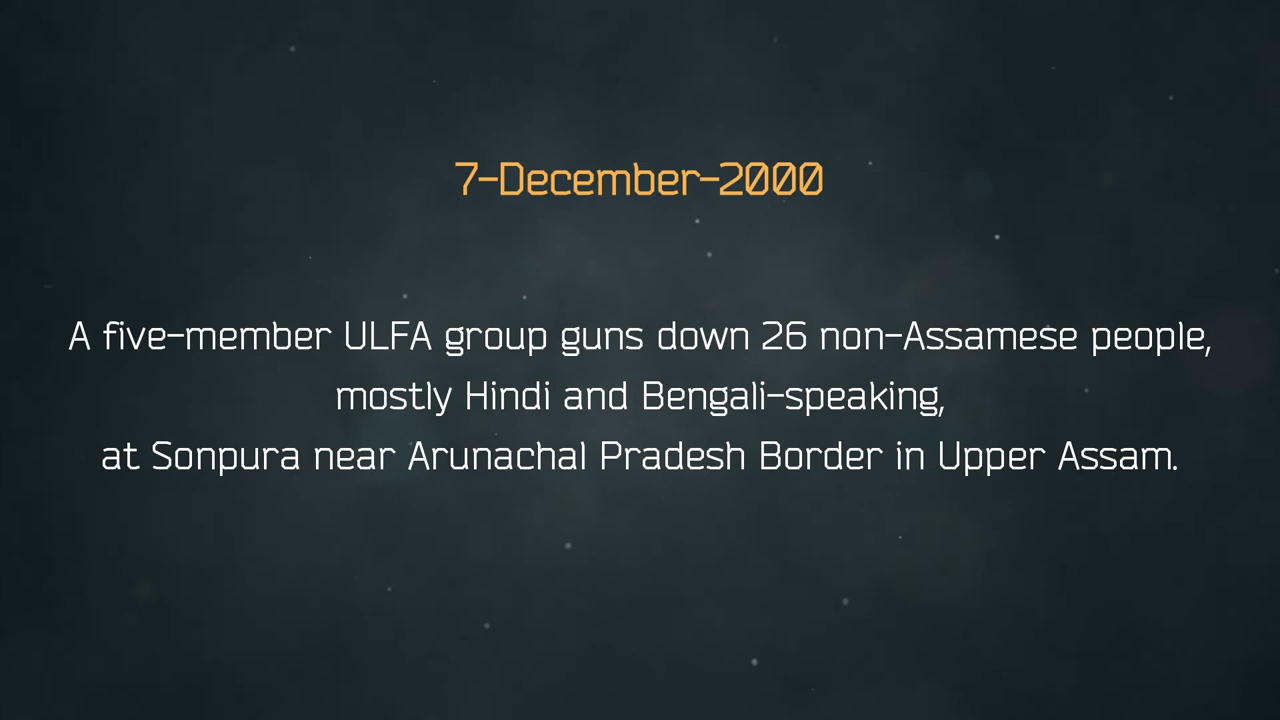 7-December-2000
A five-member ULFA group guns down 26 non-Assamese people,
mostly Hindi and Bengali-speaking,
at Sonpura near Arunachal Pradesh Border in Upper Assam.